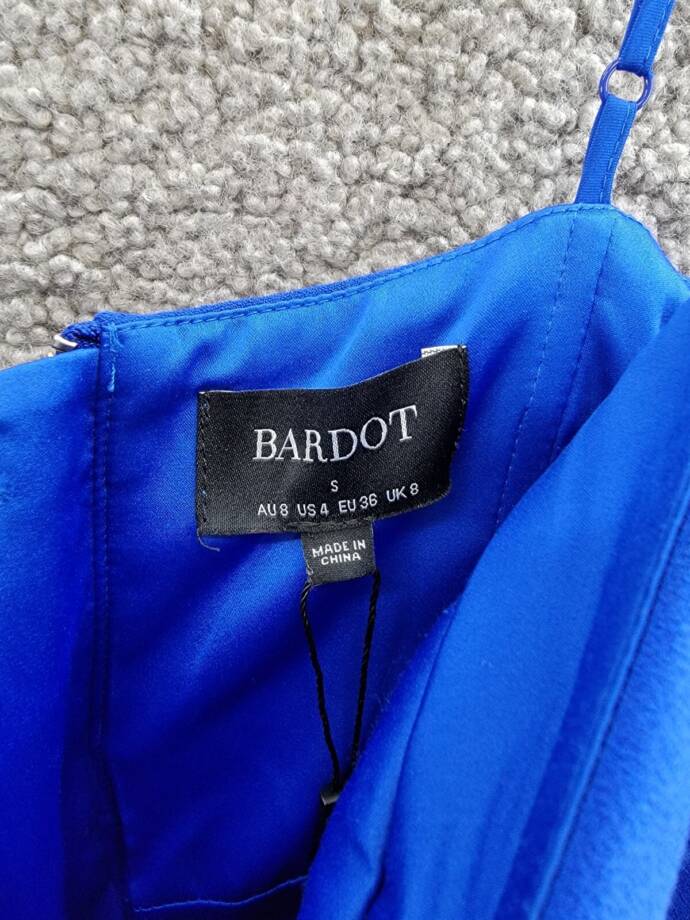 BARDOT
S
AU 8 US 4 EU 36 UK 8
MADE IN
CHINA